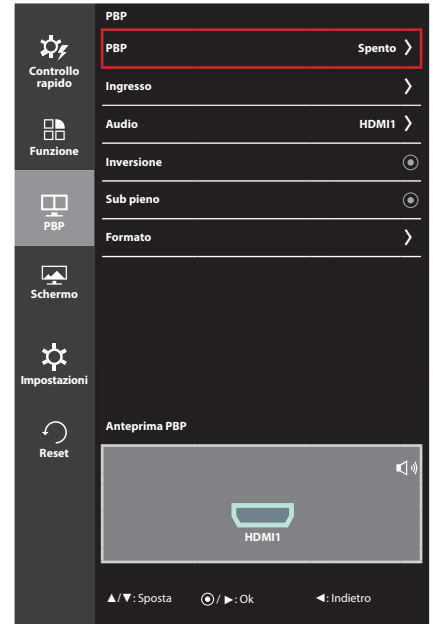 PBP
PBP Spento
Ingresso
Audio HDMI1
Inversione
Sub pieno
Formato
Controllo
rapido
Funzione
PBP
Schermo
Impostazioni
Reset
Anteprima PBP
HDMI1
▲/▼: Sposta ◉/ ►: Ok ◄: Indietro